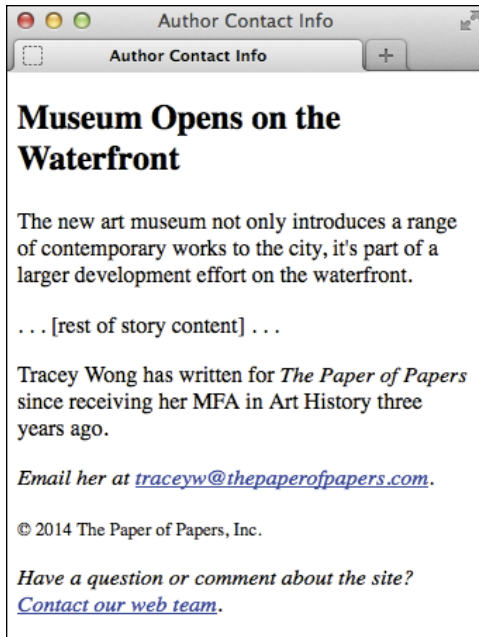 Author Contact Info
Author Contact Info
Museum Opens on the
Waterfront
The new art museum not only introduces a range
of contemporary works to the city, it's part of a
larger development effort on the waterfront.
. . . [rest of story content] . . .
Tracey Wong has written for The Paper of Papers
since receiving her MFA in Art History three
years ago.
Email her at traceyw@thepaperofpapers.com.
© 2014 The Paper of Papers, Inc.
Have a question or comment about the site?
Contact our web team.